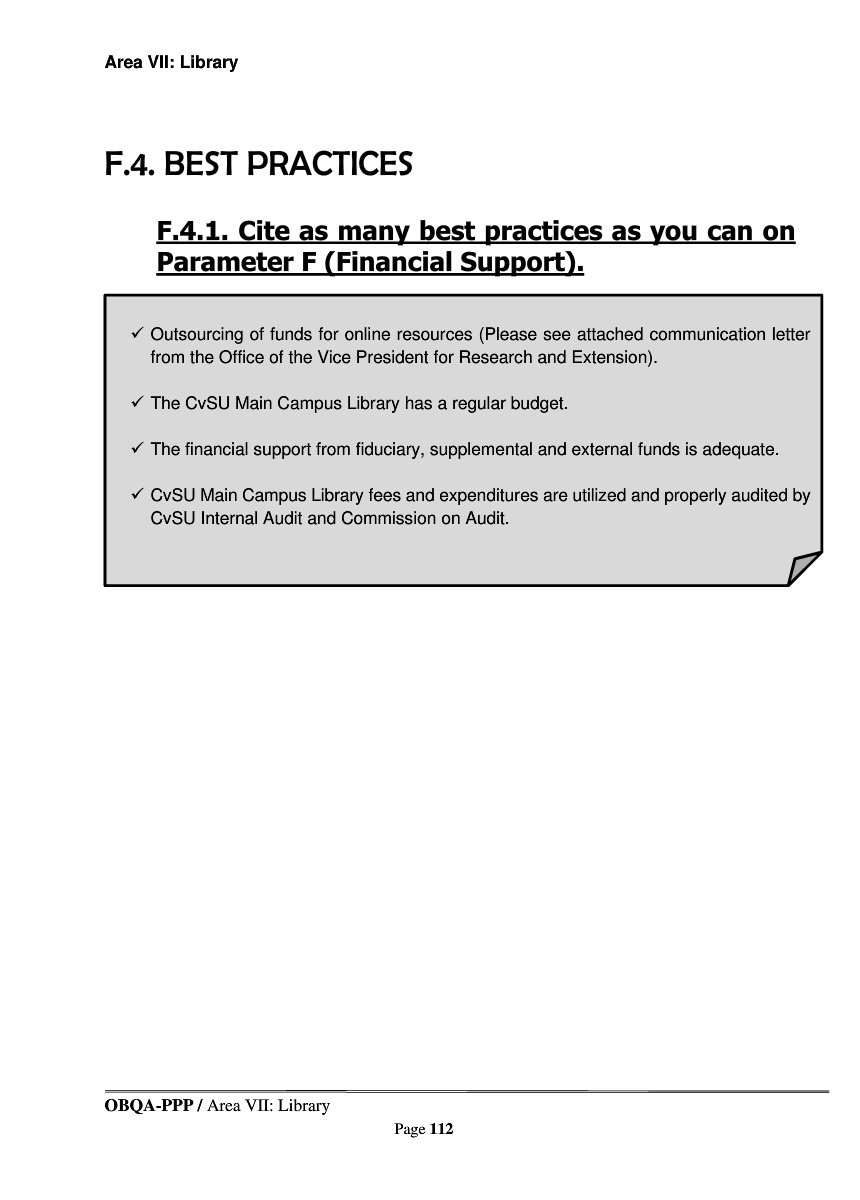 Area VII: Library
F.4. BEST PRACTICES
F.4.1. Cite as many best practices as you can on
Parameter F (Financial Support).
✓ Outsourcing of funds for online resources (Please see attached communication letter
from the Office of the Vice President for Research and Extension).
✓ The CvSU Main Campus Library has a regular budget.
✓ The financial support from fiduciary, supplemental and external funds is adequate.
✓ CvSU Main Campus Library fees and expenditures are utilized and properly audited by
CvSU Internal Audit and Commission on Audit.
OBQA-PPP / Area VII: Library
Page 112